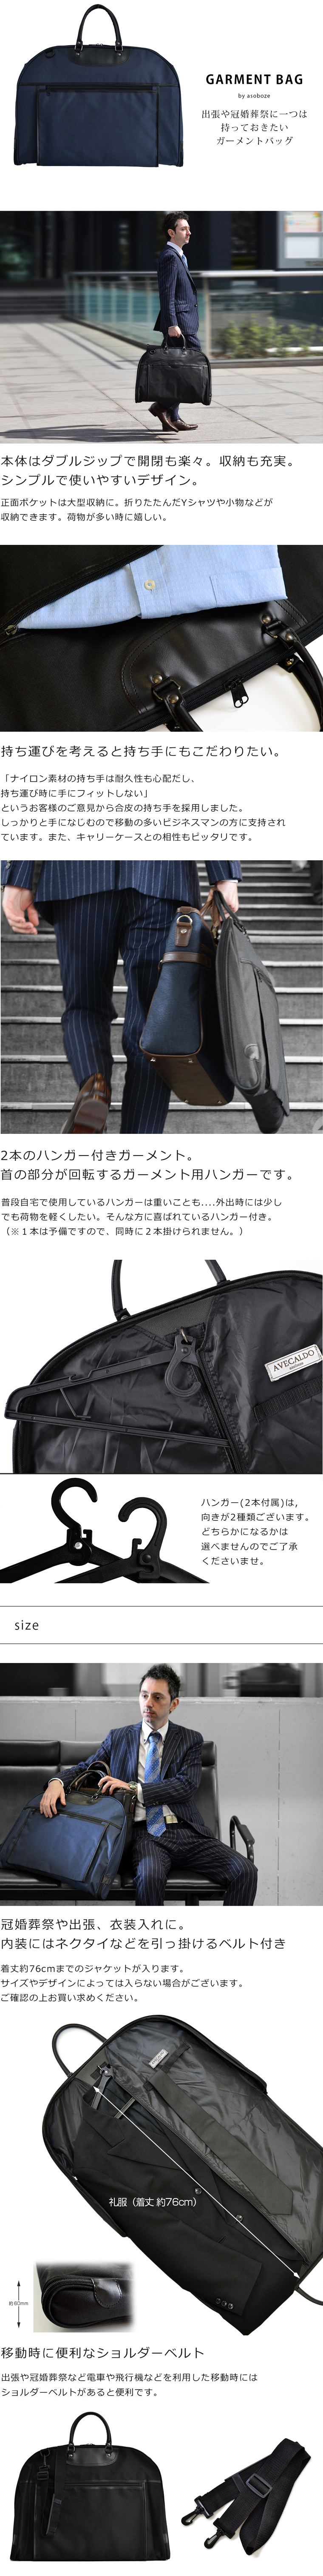 GARMENT BAG
by asoboze
出張や冠婚葬祭に一つは
持っておきたい
ガーメントバッグ
本体はダブルジップで開閉も楽々。収納も充実。
シンプルで使いやすいデザイン。
正面ポケットは大型収納に。折りたたんだYシャツや小物などが
収納できます。荷物が多い時に嬉しい。
持ち運びを考えると持ち手にもこだわりたい。
「ナイロン素材の持ち手は耐久性も心配だし、
持ち運び時に手にフィットしない」
というお客様のご意見から合皮の持ち手を採用しました。
しっかりと手になじむので移動の多いビジネスマンの方に支持され
ています。また、キャリーケースとの相性もピッタリです。
2本のハンガー付きガーメント。
首の部分が回転するガーメント用ハンガーです。
普段自宅で使用しているハンガーは重いことも....外出時には少し
でも荷物を軽くしたい。そんな方に喜ばれているハンガー付き。
（※１本は予備ですので、同時に２本掛けられません。）
AVECALDO
ハンガー(2本付属)は,
向きが2種類ございます。
どちらかになるかは
選べませんのでご了承
くださいませ。
size
冠婚葬祭や出張、衣装入れに。
内装にはネクタイなどを引っ掛けるベルト付き
着丈約76cmまでのジャケットが入ります。
サイズやデザインによっては入らない場合がございます。
ご確認の上お買い求めください。
礼服（着丈 約76cm）
約60mm
移動時に便利なショルダーベルト
出張や冠婚葬祭など電車や飛行機などを利用した移動時には
ショルダーベルトがあると便利です。